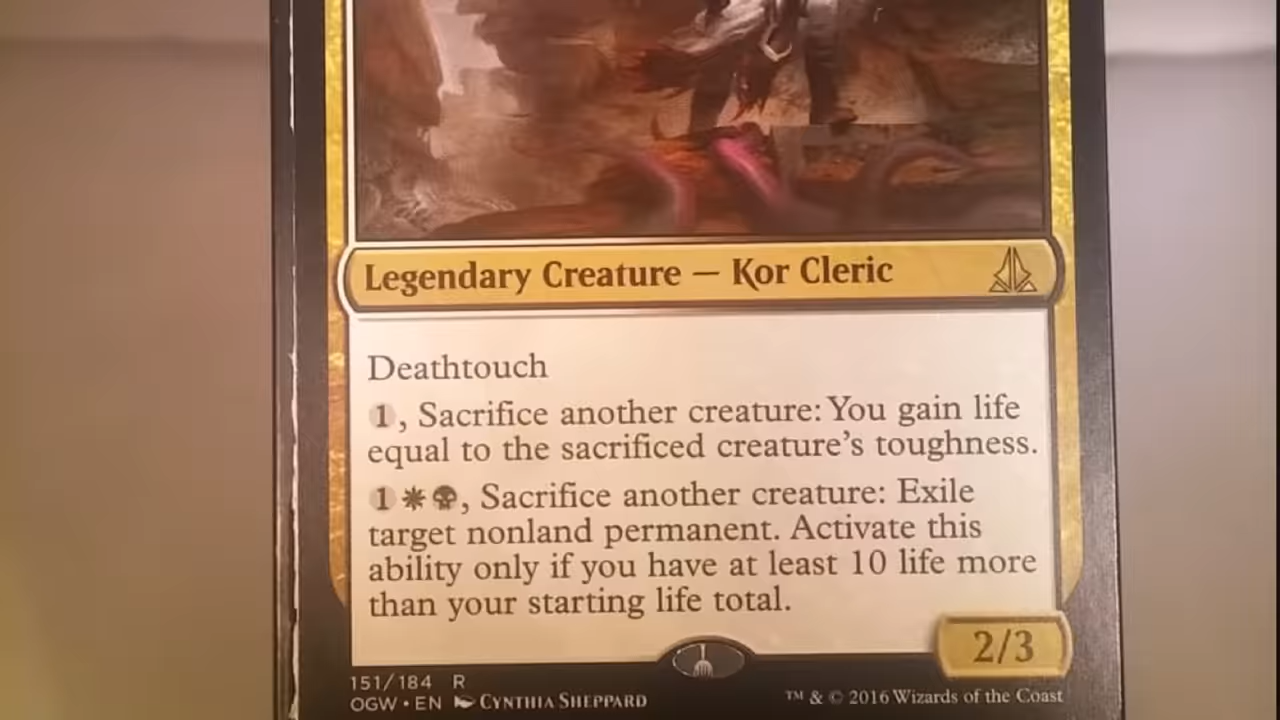 Legendary Creature — Kor Cleric
Deathtouch
1, Sacrifice another creature: You gain life
equal to the sacrificed creature's toughness.
1, Sacrifice another creature: Exile
target nonland permanent. Activate this
ability only if you have at least 10 life more
than your starting life total.
2/3
151/184 R
OGW • EN CYNTHIA SHEPPARD
™ & © 2016 Wizards of the Coast